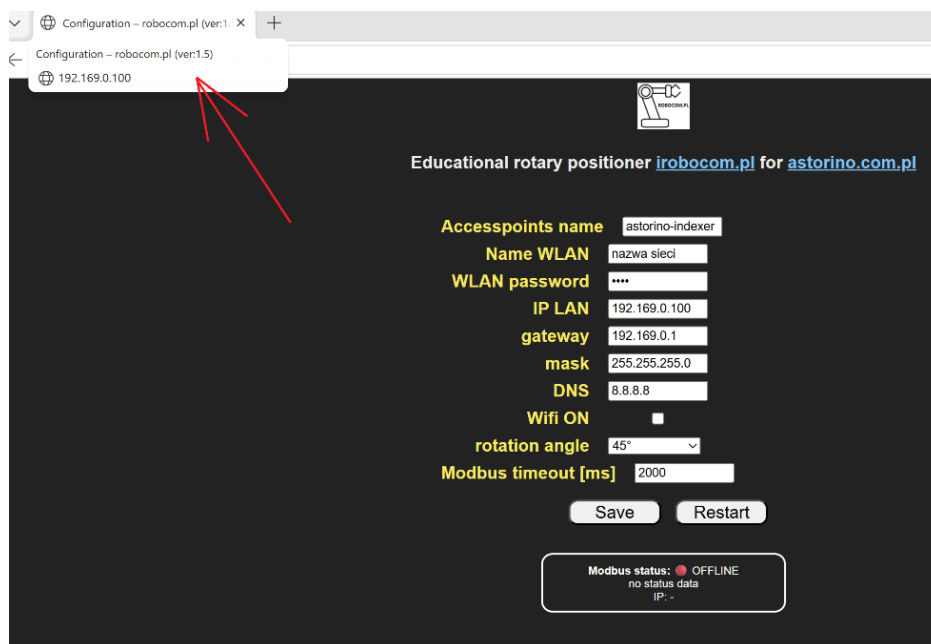 Configuration – robocom.pl (ver:1.
Configuration – robocom.pl (ver:1.5)
192.169.0.100
ROBOCOM.PL
Educational rotary positioner irobocom.pl for astorino.com.pl
Accesspoints name astorino-indexer
Name WLAN nazwa sieci
WLAN password ••••
IP LAN 192.169.0.100
gateway 192.169.0.1
mask 255.255.255.0
DNS 8.8.8.8
Wifi ON
rotation angle 45°
Modbus timeout [ms] 2000
Save Restart
Modbus status: OFFLINE
no status data
IP: -